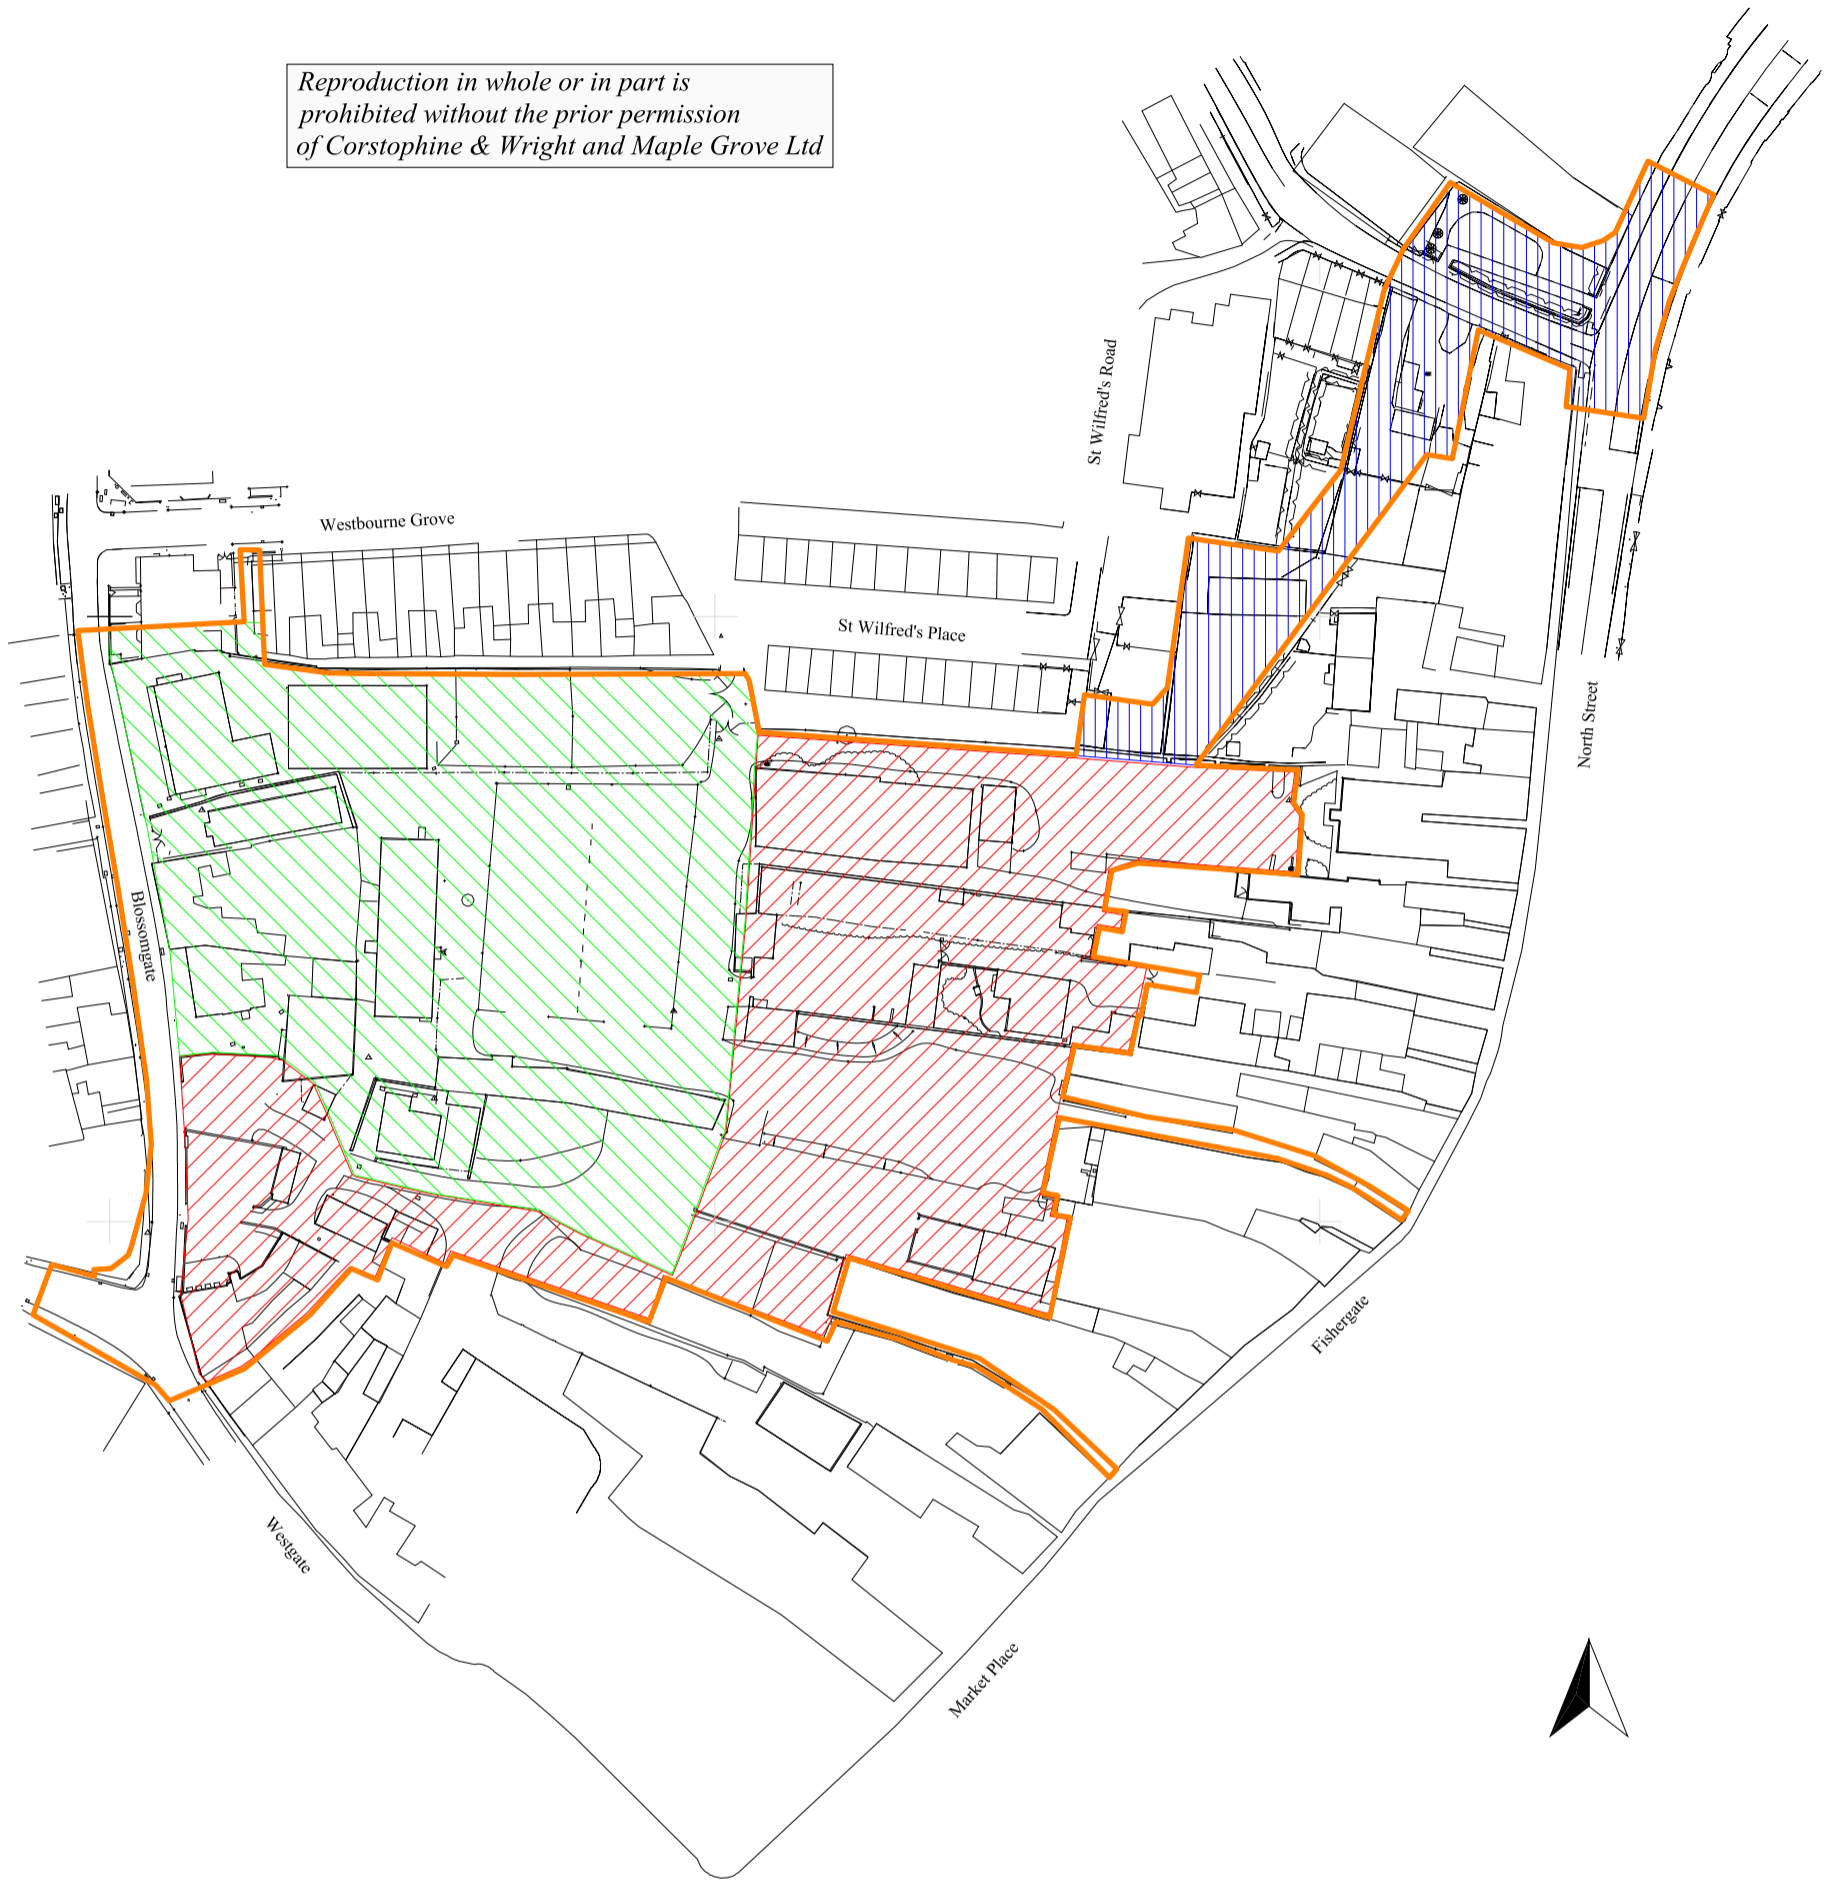 Reproduction in whole or in part is
prohibited without the prior permission
of Corstophine & Wright and Maple Grove Ltd
St Wilfred's Road
Westbourne Grove
St Wilfred's Place
North Street
Blossomgate
Fishergate
Westgate
Market Place